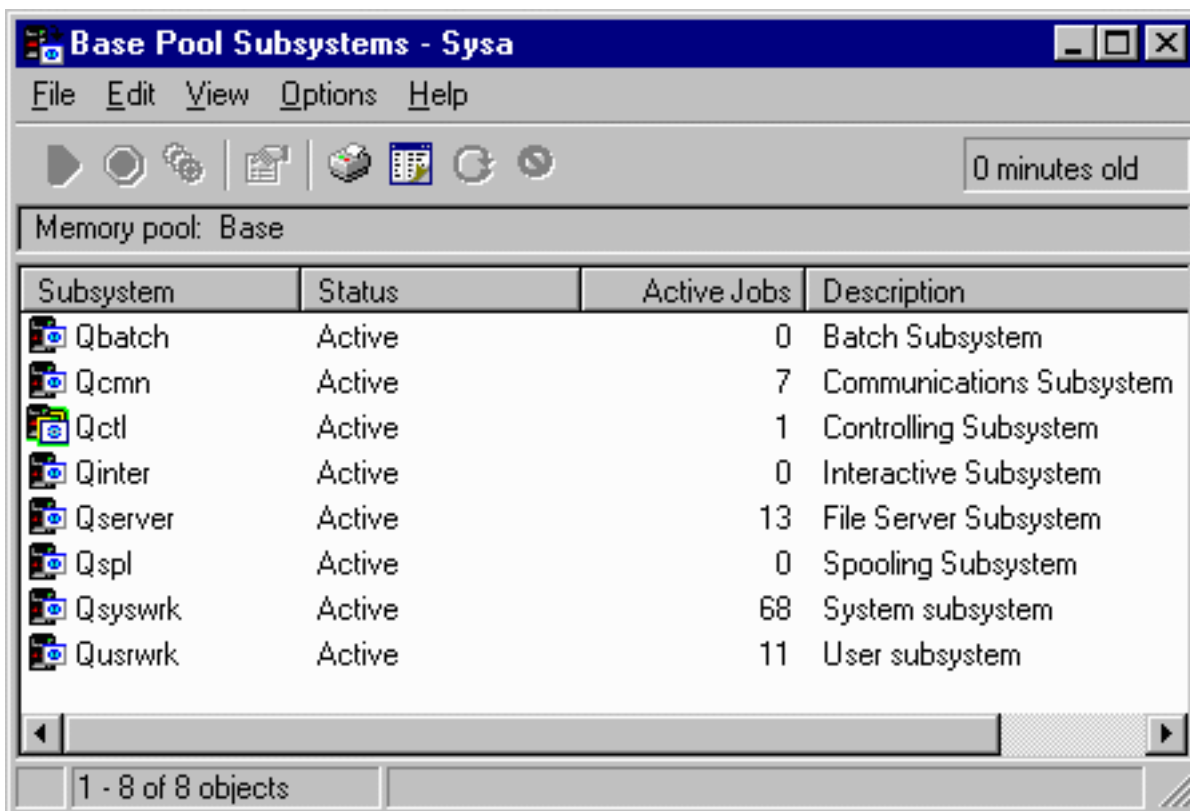 Base Pool Subsystems - Sysa
File Edit View Options Help
0 minutes old
Memory pool: Base
Subsystem Status Active Jobs Description
Qbatch Active 0 Batch Subsystem
Qcmn Active 7 Communications Subsystem
Qctl Active 1 Controlling Subsystem
Qinter Active 0 Interactive Subsystem
Qserver Active 13 File Server Subsystem
Qspl Active 0 Spooling Subsystem
Qsyswrk Active 68 System subsystem
Qusrwrk Active 11 User subsystem
1 - 8 of 8 objects